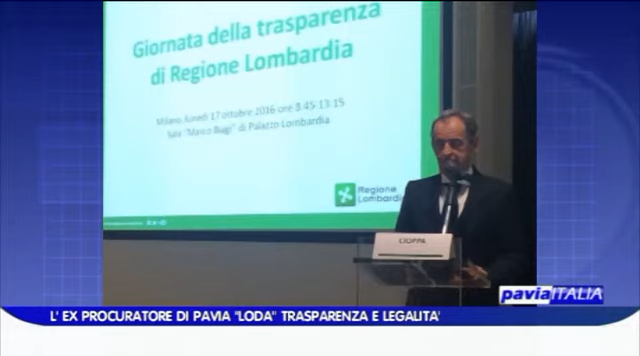 Giornata della trasparenza
di Regione Lombardia
Milano, lunedì 17 ottobre 2016 ore 8.45-13.15
Sala "Marco Biagi" di Palazzo Lombardia
Regione
Lombardia
CIOPPA
paviaITALIA
L' EX PROCURATORE DI PAVIA "LODA" TRASPARENZA E LEGALITA'